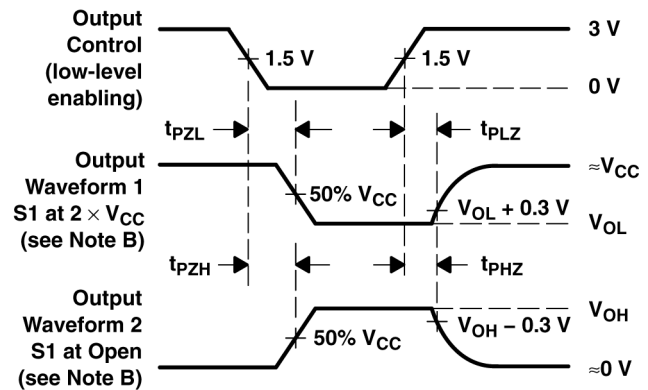 Output
Control
(low-level
enabling)
1.5 V
1.5 V
3 V
0 V
tPZL
tPLZ
Output
Waveform 1
S1 at 2 × VCC
(see Note B)
50% VCC
VOL + 0.3 V
≈VCC
VOL
tPZH
tPHZ
Output
Waveform 2
S1 at Open
(see Note B)
50% VCC
VOH – 0.3 V
VOH
≈0 V